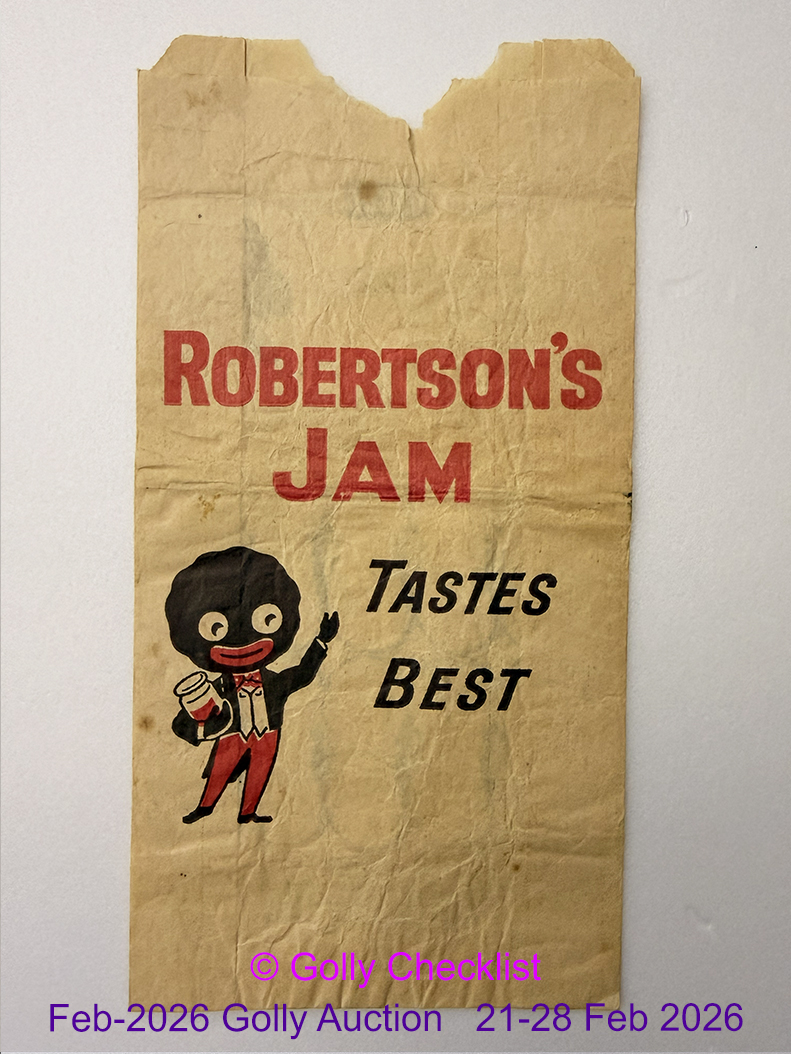 ROBERTSON'S
JAM
TASTES
BEST
© Golly Checklist
Feb-2026 Golly Auction 21-28 Feb 2026